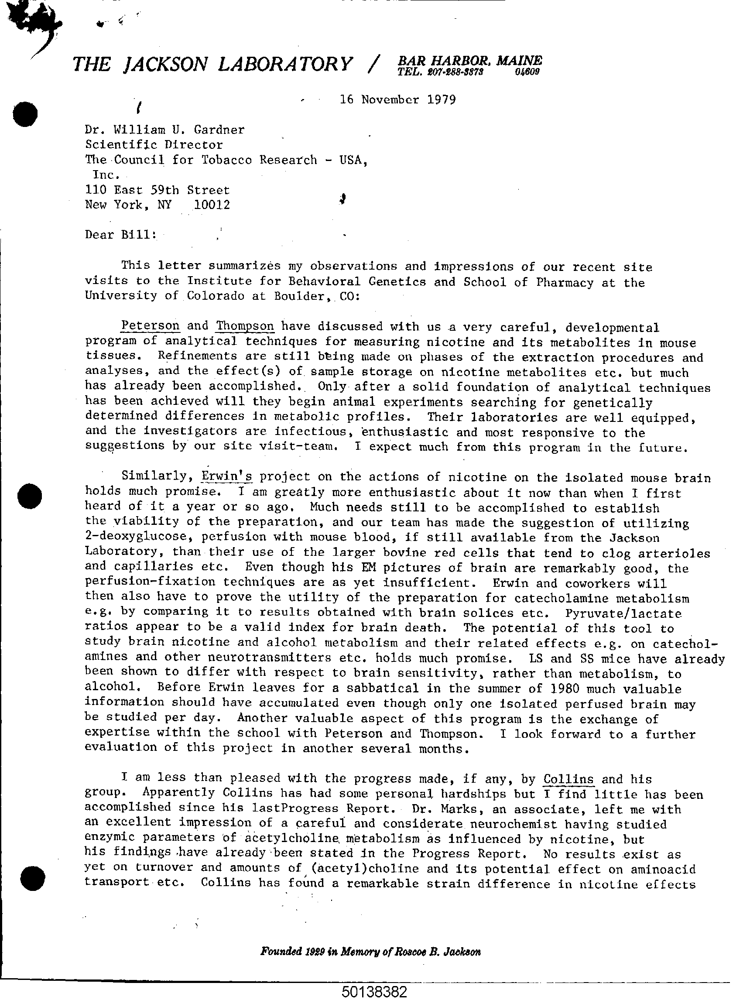 THE JACKSON LABORATORY / BAR HARBOR, MAINE
TEL. 207-288-3373 04609
16 November 1979
Dr. William U. Gardner
Scientific Director
The Council for Tobacco Research - USA,
Inc.
110 East 59th Street
New York, NY 10012
Dear Bill:
This letter summarizes my observations and impressions of our recent site
visits to the Institute for Behavioral Genetics and School of Pharmacy at the
University of Colorado at Boulder, CO:
Peterson and Thompson have discussed with us a very careful, developmental
program of analytical techniques for measuring nicotine and its metabolites in mouse
tissues. Refinements are still being made on phases of the extraction procedures and
analyses, and the effect(s) of sample storage on nicotine metabolites etc. but much
has already been accomplished. Only after a solid foundation of analytical techniques
has been achieved will they begin animal experiments searching for genetically
determined differences in metabolic profiles. Their laboratories are well equipped,
and the investigators are infectious, enthusiastic and most responsive to the
suggestions by our site visit-team. I expect much from this program in the future.
Similarly, Erwin's project on the actions of nicotine on the isolated mouse brain
holds much promise. I am greatly more enthusiastic about it now than when I first
heard of it a year or so ago. Much needs still to be accomplished to establish
the viability of the preparation, and our team has made the suggestion of utilizing
2-deoxyglucose, perfusion with mouse blood, if still available from the Jackson
Laboratory, than their use of the larger bovine red cells that tend to clog arterioles
and capillaries etc. Even though his EM pictures of brain are remarkably good, the
perfusion-fixation techniques are as yet insufficient. Erwin and coworkers will
then also have to prove the utility of the preparation for catecholamine metabolism
e.g. by comparing it to results obtained with brain solices etc. Pyruvate/lactate
ratios appear to be a valid index for brain death. The potential of this tool to
study brain nicotine and alcohol metabolism and their related effects e.g. on catechol-
amines and other neurotransmitters etc. holds much promise. LS and SS mice have already
been shown to differ with respect to brain sensitivity, rather than metabolism, to
alcohol. Before Erwin leaves for a sabbatical in the summer of 1980 much valuable
information should have accumulated even though only one isolated perfused brain may
be studied per day. Another valuable aspect of this program is the exchange of
expertise within the school with Peterson and Thompson. I look forward to a further
evaluation of this project in another several months.
I am less than pleased with the progress made, if any, by Collins and his
group. Apparently Collins has had some personal hardships but I find little has been
accomplished since his lastProgress Report. Dr. Marks, an associate, left me with
an excellent impression of a careful and considerate neurochemist having studied
enzymic parameters of acetylcholine metabolism as influenced by nicotine, but
his findings have already been stated in the Progress Report. No results exist as
yet on turnover and amounts of (acetyl)choline and its potential effect on aminoacid
transport etc. Collins has found a remarkable strain difference in nicotine effects
Founded 1929 in Memory of Roscoe B. Jackson
50138382